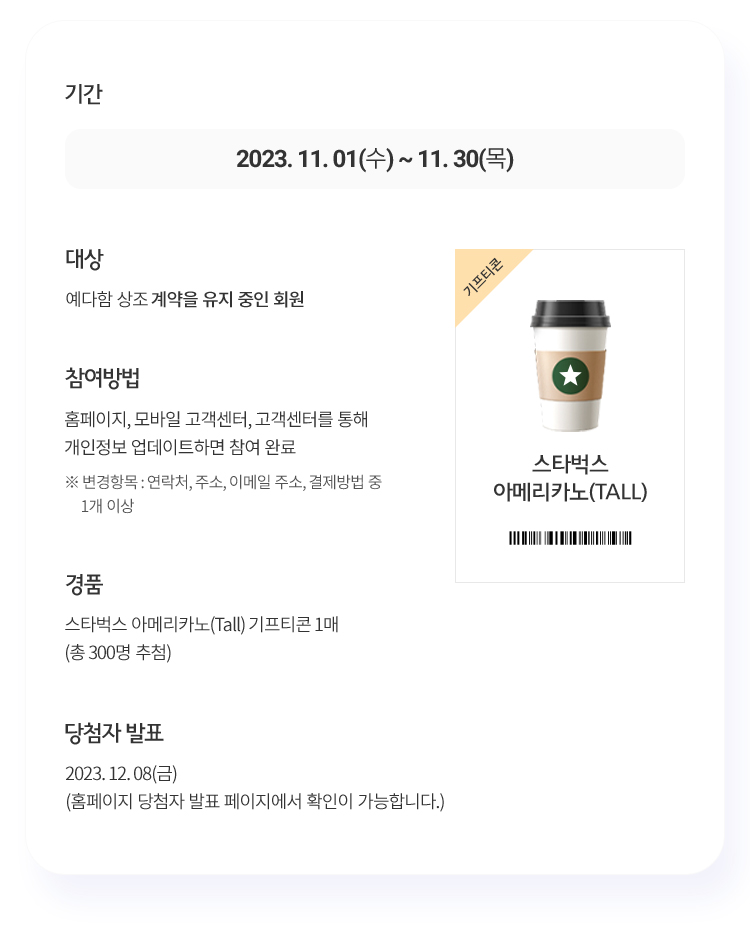 기간
2023. 11. 01(수) ~ 11. 30(목)
대상
예다함 상조 계약을 유지 중인 회원
참여방법
홈페이지, 모바일 고객센터, 고객센터를 통해
개인정보 업데이트하면 참여 완료
※ 변경항목 : 연락처, 주소, 이메일 주소, 결제방법 중
1개 이상
경품
스타벅스 아메리카노(Tall) 기프티콘 1매
(총 300명 추첨)
당첨자 발표
2023. 12. 08(금)
(홈페이지 당첨자 발표 페이지에서 확인이 가능합니다.)
기프티콘
스타벅스
아메리카노(TALL)